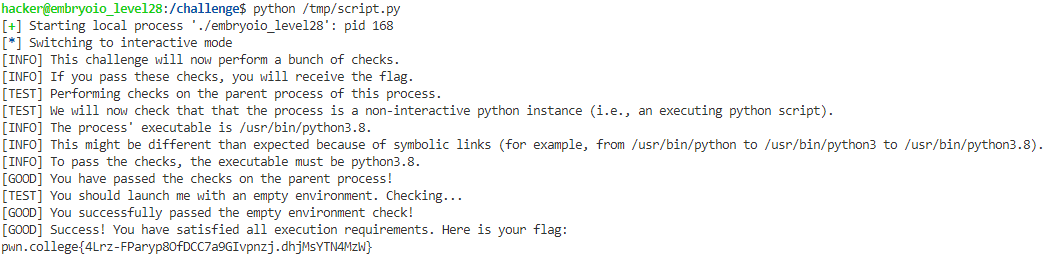 hacker@embryoio_level28:/challenge$ python /tmp/script.py
[+] Starting local process './embryoio_level28': pid 168
[*] Switching to interactive mode
[INFO] This challenge will now perform a bunch of checks.
[INFO] If you pass these checks, you will receive the flag.
[TEST] Performing checks on the parent process of this process.
[TEST] We will now check that that the process is a non-interactive python instance (i.e., an executing python script).
[INFO] The process' executable is /usr/bin/python3.8.
[INFO] This might be different than expected because of symbolic links (for example, from /usr/bin/python to /usr/bin/python3 to /usr/bin/python3.8).
[INFO] To pass the checks, the executable must be python3.8.
[GOOD] You have passed the checks on the parent process!
[TEST] You should launch me with an empty environment. Checking...
[GOOD] You successfully passed the empty environment check!
[GOOD] Success! You have satisfied all execution requirements. Here is your flag:
pwn.college{4Lrz-FParyp8OfDCC7a9GIvpnzj.dhjMsYTN4MzW}